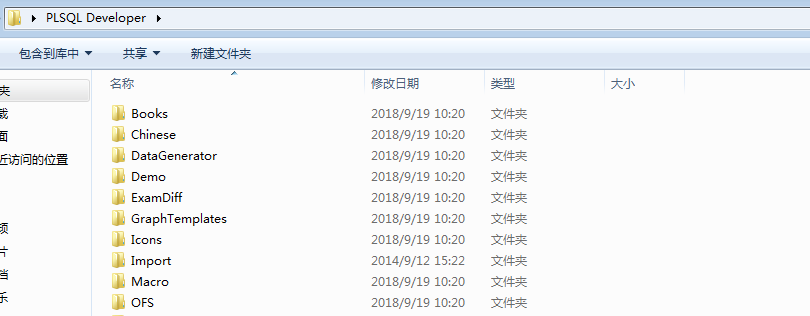 PLSQL Developer
包含到库中 共享 新建文件夹
名称 修改日期 类型 大小
夹
面
近访问的位置
片
档
乐
Books 2018/9/19 10:20 文件夹
Chinese 2018/9/19 10:20 文件夹
DataGenerator 2018/9/19 10:20 文件夹
Demo 2018/9/19 10:20 文件夹
ExamDiff 2018/9/19 10:20 文件夹
GraphTemplates 2018/9/19 10:20 文件夹
Icons 2018/9/19 10:20 文件夹
Import 2014/9/12 15:22 文件夹
Macro 2018/9/19 10:20 文件夹
OFS 2018/9/19 10:20 文件夹